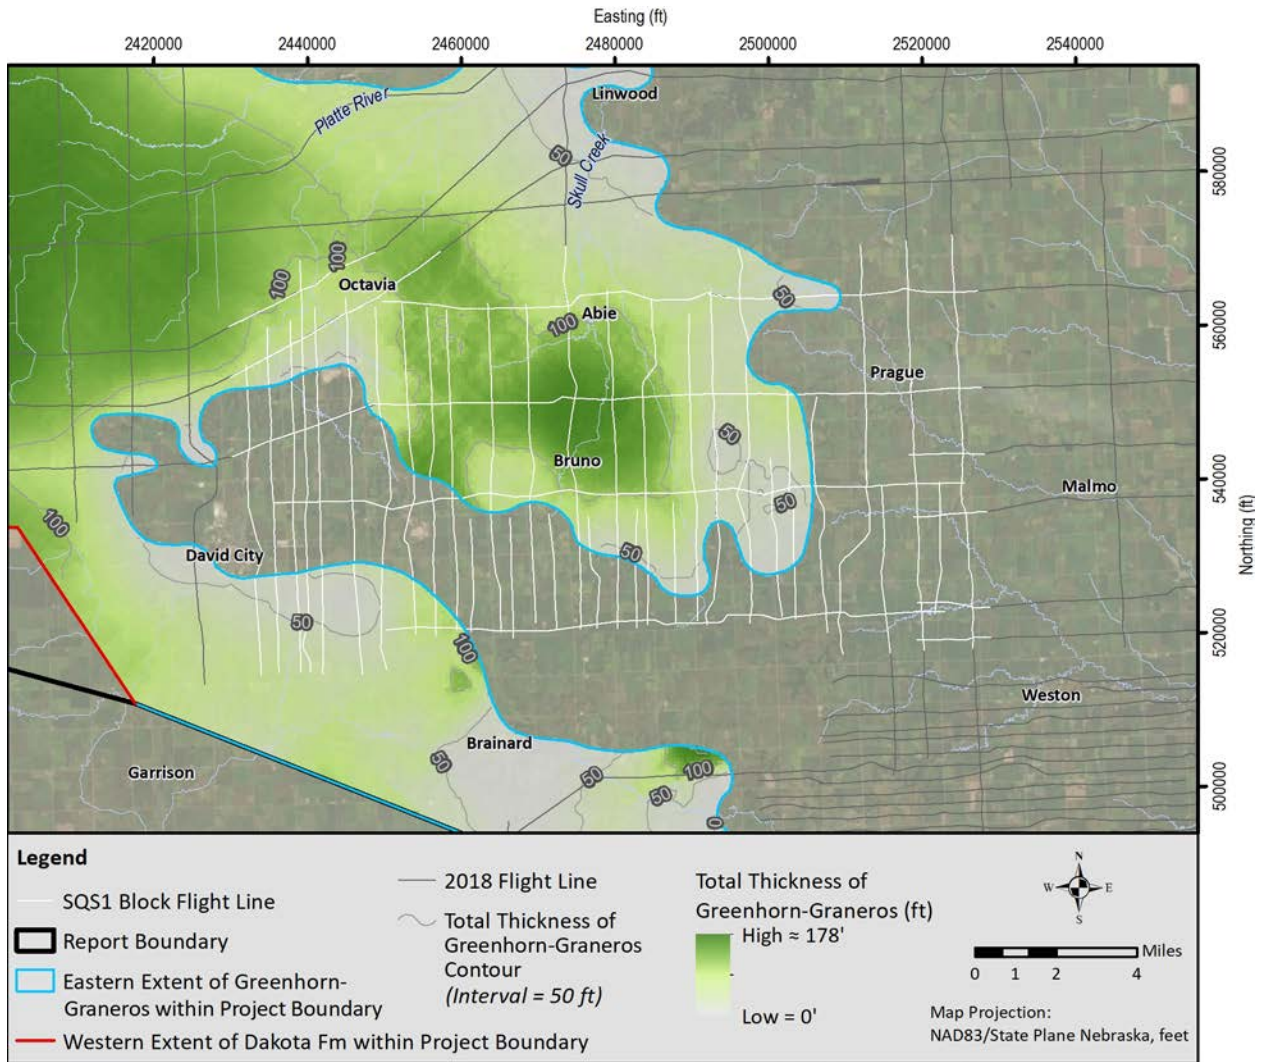 Easting (ft)
2420000 2440000 2460000 2480000 2500000 2520000 2540000
Linwood
Platte River
Skull Creek
50
580000
100
100
Octavia
50
Abie
100
560000
Prague
50
Bruno
540000
Malmo
50
100
David City
50
Northing (ft)
50
520000
100
Weston
Brainard
50
50
100
Garrison
50
500000
0
Legend
SQS1 Block Flight Line
Report Boundary
Eastern Extent of Greenhorn-
Graneros within Project Boundary
Western Extent of Dakota Fm within Project Boundary
2018 Flight Line
Total Thickness of
Greenhorn-Graneros
Contour
(Interval = 50 ft)
Total Thickness of
Greenhorn-Graneros (ft)
High ≈ 178'
Low = 0'
N
W E
S
Miles
0 1 2 4
Map Projection:
NAD83/State Plane Nebraska, feet